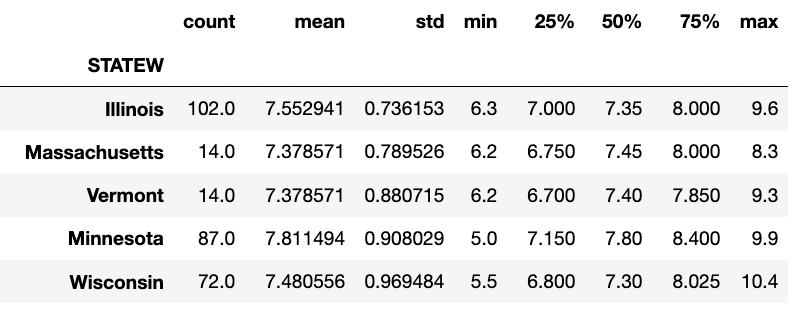 count mean std min 25% 50% 75% max
STATEW
Illinois 102.0 7.552941 0.736153 6.3 7.000 7.35 8.000 9.6
Massachusetts 14.0 7.378571 0.789526 6.2 6.750 7.45 8.000 8.3
Vermont 14.0 7.378571 0.880715 6.2 6.700 7.40 7.850 9.3
Minnesota 87.0 7.811494 0.908029 5.0 7.150 7.80 8.400 9.9
Wisconsin 72.0 7.480556 0.969484 5.5 6.800 7.30 8.025 10.4